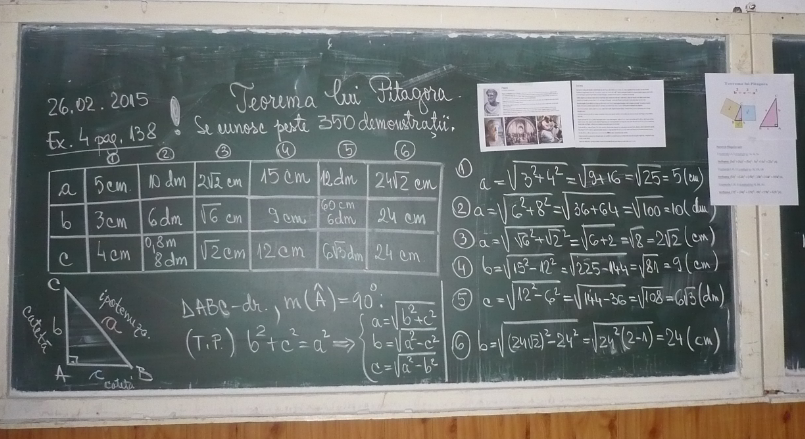 26.02.2015
Teorema lui Pitagora.
Ex. 4 pag. 138 !
Se cunosc peste 350 demonstrații.
① ② ③ ④ ⑤ ⑥
a 5cm 10 dm 2√2 cm 15 cm 12dm 24√2 cm
b 3cm 6dm √6 cm 9 cm 60 cm 6dm 24 cm
c 4cm 0,8m 8dm √2cm 12cm 6√3dm 24 cm
① a=√3²+4²=√9+16=√25=5(cm)
② a=√6²+8²=√36+64=√100=10(dm)
③ a=√√6²+√2²=√6+2=√8=2√2(cm)
④ b=√15²-12²=√225-144=√81=9(cm)
⑤ c=√12²-6²=√144-36=√108=6√3(dm)
⑥ b=√(24√2)²-24²=√24²(2-1)=24(cm)
C
catetă
b
ipotenuza
a
A
c
catetă
B
ΔABC-dr., m(Â)=90°:
(T.P.) b²+c²=a² ⇒
a=√b²+c²
b=√a²-c²
c=√a²-b²